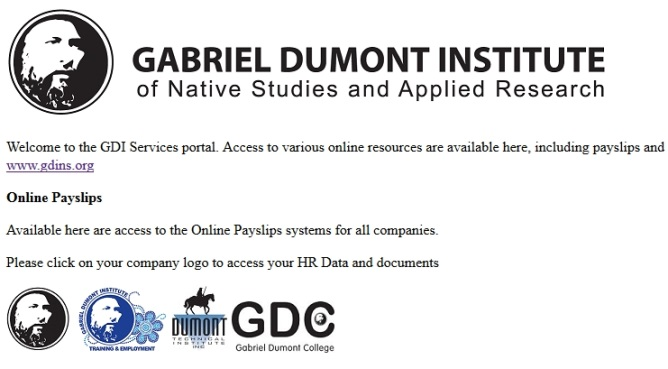 GABRIEL DUMONT INSTITUTE
of Native Studies and Applied Research
Welcome to the GDI Services portal. Access to various online resources are available here, including payslips and
www.gdins.org
Online Payslips
Available here are access to the Online Payslips systems for all companies.
Please click on your company logo to access your HR Data and documents
GABRIEL DUMONT INSTITUTE
TRAINING & EMPLOYMENT
DUMONT
TECHNICAL
INSTITUTE
INC
GDC
Gabriel Dumont College